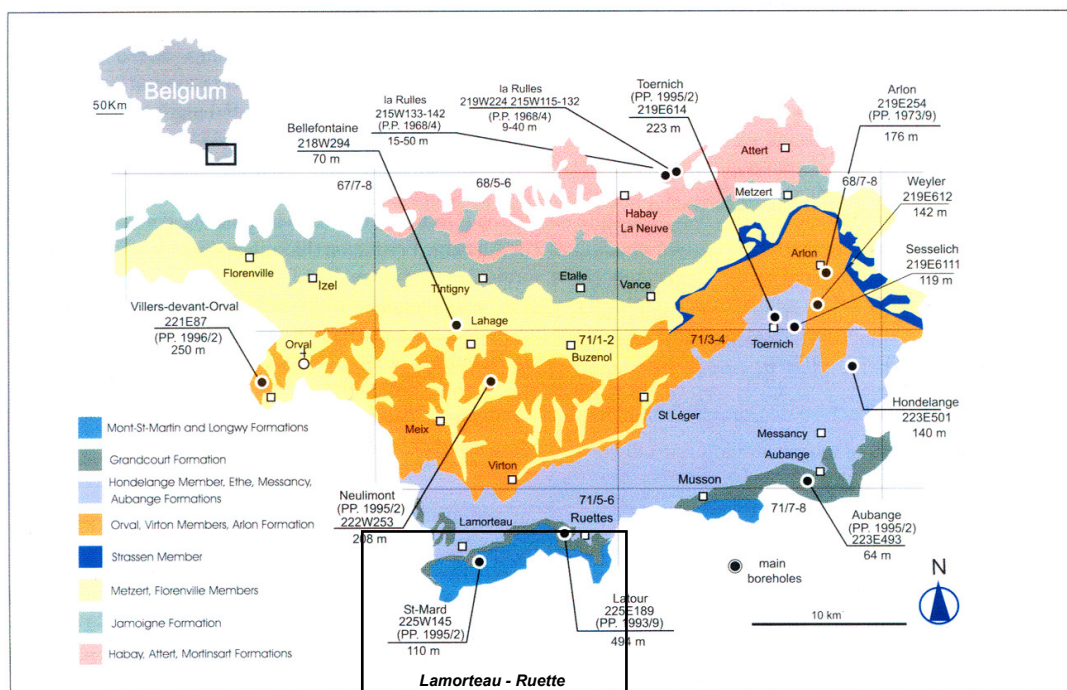 Belgium
50Km
la Rulles
215W133-142
(P.P. 1968/4)
15-50 m
la Rulles
219W224 215W115-132
(P.P. 1968/4)
9-40 m
Toernich
(PP. 1995/2)
219E614
223 m
Arlon
219E254
(PP. 1973/9)
176 m
Bellefontaine
218W294
70 m
Weyler
219E612
142 m
Sesselich
219E6111
119 m
67/7-8
68/5-6
68/7-8
Attert
Metzert
Habay
La Neuve
Arlon
Florenville
Izel
Tintigny
Etalle
Vance
Villers-devant-Orval
221E87
(PP. 1996/2)
250 m
Orval
Lahage
71/1-2
Buzenol
71/3-4
Toernich
Hondelange
223E501
140 m
Meix
St Léger
Messancy
Aubange
Virton
Musson
Neulimont
(PP. 1995/2)
222W253
208 m
71/5-6
71/7-8
Lamorteau
Ruettes
Aubange
(PP. 1995/2)
223E493
64 m
Mont-St-Martin and Longwy Formations
Grandcourt Formation
Hondelange Member, Ethe, Messancy,
Aubange Formations
Orval, Virton Members, Arlon Formation
Strassen Member
Metzert, Florenville Members
Jamoigne Formation
Habay, Attert, Mortinsart Formations
main
boreholes
N
10 km
St-Mard
225W145
(PP. 1995/2)
110 m
Latour
225E189
(PP. 1993/9)
494 m
Lamorteau - Ruette